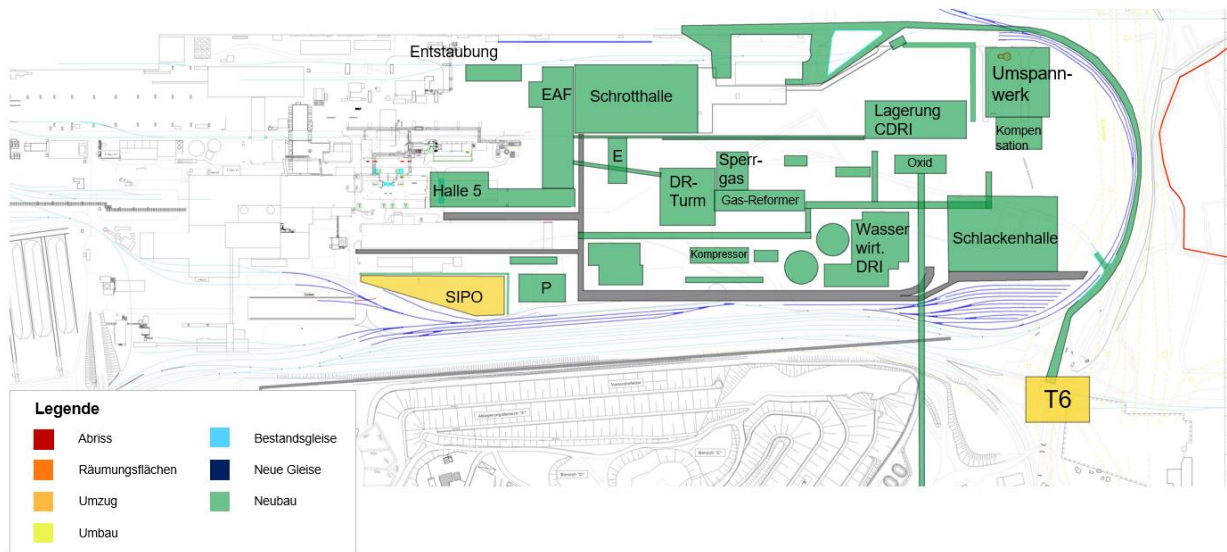 Entstaubung
EAF
Schrotthalle
Umspann-
werk
Kompen
sation
Lagerung
CDRI
E
Sperr-
gas
Oxid
Halle 5
DR-
Turm
Gas-Reformer
Wasser
wirt.
DRI
Schlackenhalle
Kompressor
SIPO
P
T6
Legende
Abriss
Räumungsflächen
Umzug
Umbau
Bestandsgleise
Neue Gleise
Neubau